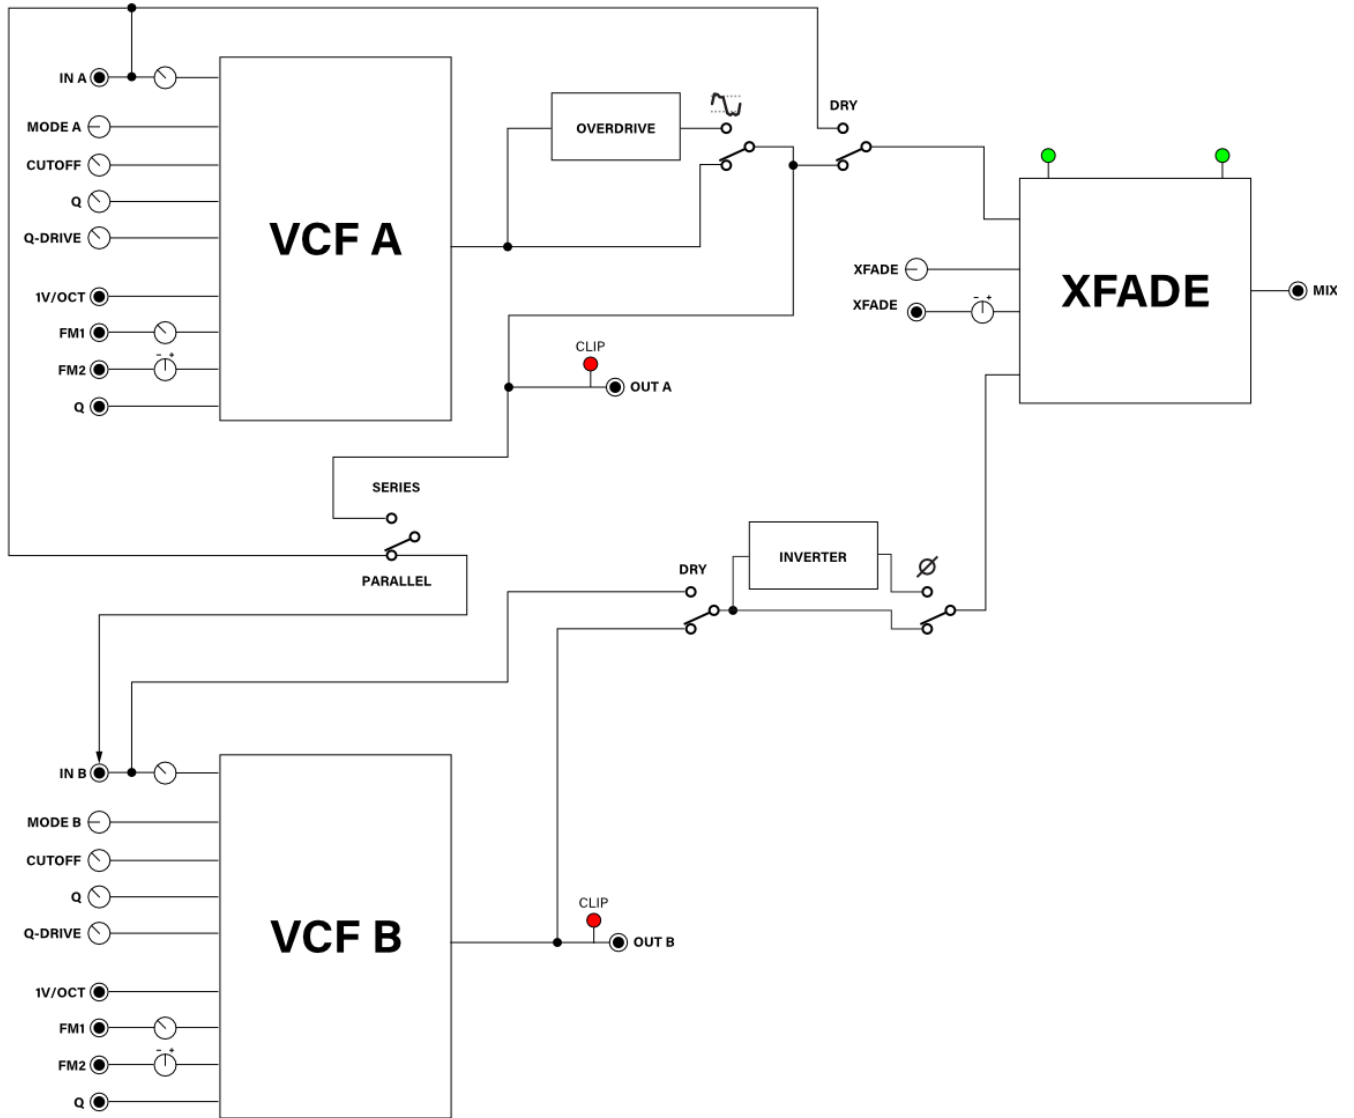 IN A
MODE A
CUTOFF
Q
Q-DRIVE
1V/OCT
FM1
- +
FM2
Q
VCF A
OVERDRIVE
DRY
XFADE
XFADE
- +
XFADE
MIX
CLIP
OUT A
SERIES
PARALLEL
DRY
INVERTER
Ø
IN B
MODE B
CUTOFF
Q
Q-DRIVE
1V/OCT
FM1
- +
FM2
Q
VCF B
CLIP
OUT B